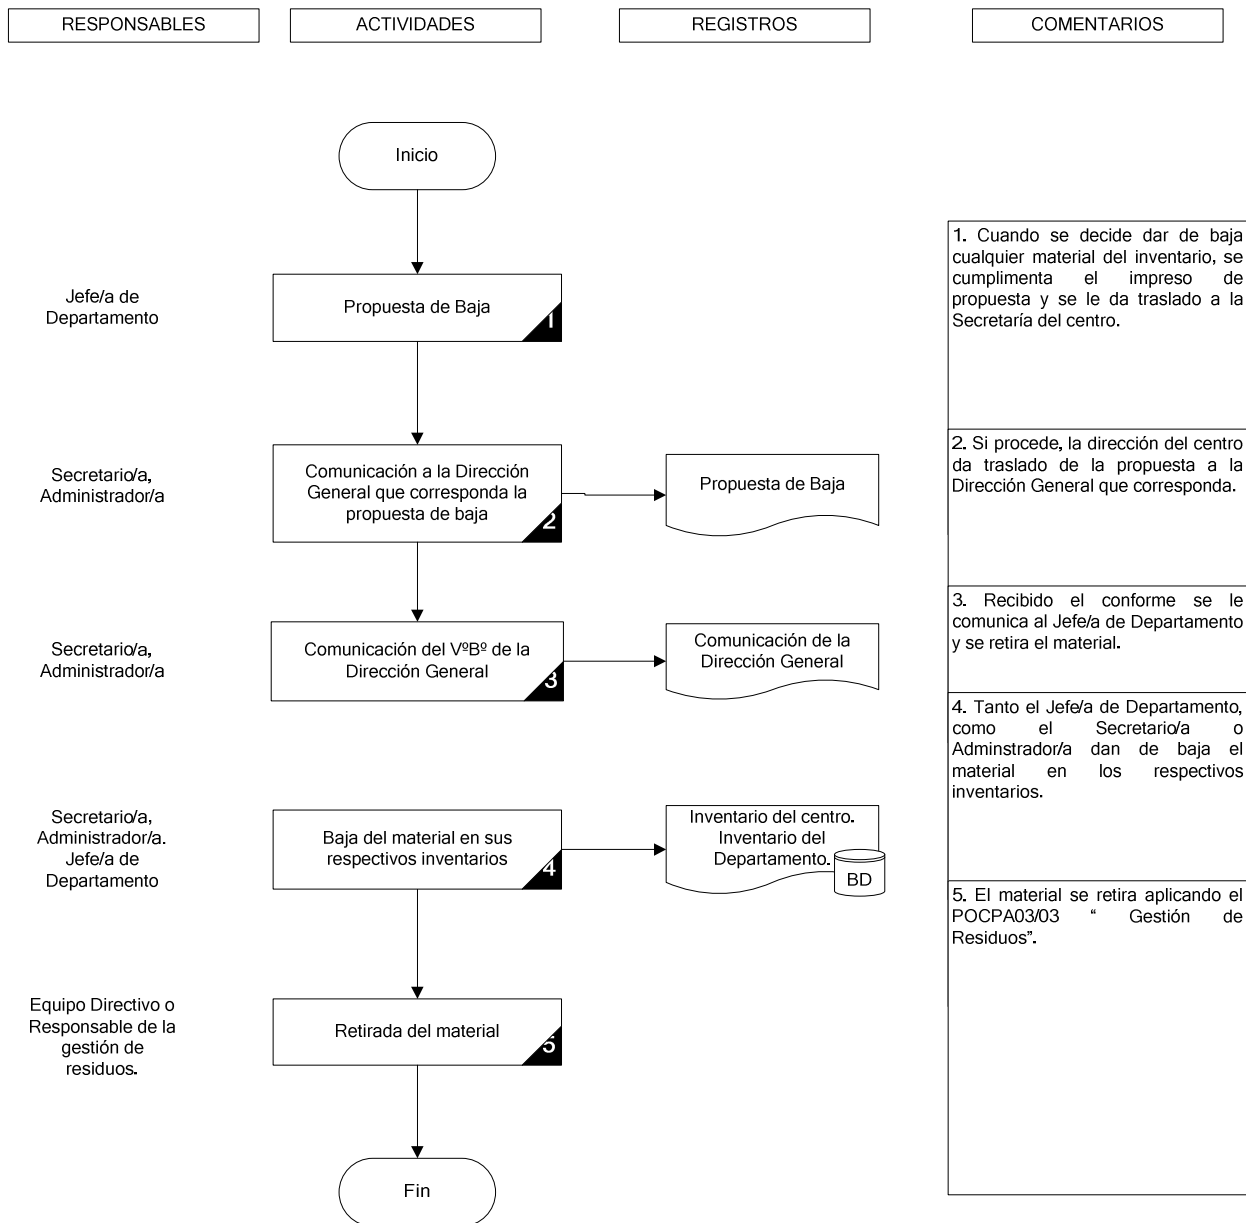 RESPONSABLES
ACTIVIDADES
REGISTROS
COMENTARIOS
Inicio
Jefe/a de
Departamento
Propuesta de Baja
1
1. Cuando se decide dar de baja
cualquier material del inventario, se
cumplimenta el impreso de
propuesta y se le da traslado a la
Secretaría del centro.
Secretario/a,
Administrador/a
Comunicación a la Dirección
General que corresponda la
propuesta de baja
2
Propuesta de Baja
2. Si procede, la dirección del centro
da traslado de la propuesta a la
Dirección General que corresponda.
Secretario/a,
Administrador/a
Comunicación del VºBº de la
Dirección General
3
Comunicación de la
Dirección General
3. Recibido el conforme se le
comunica al Jefe/a de Departamento
y se retira el material.
Secretario/a,
Administrador/a.
Jefe/a de
Departamento
Baja del material en sus
respectivos inventarios
4
Inventario del centro.
Inventario del
Departamento.
BD
4. Tanto el Jefe/a de Departamento,
como el Secretario/a o
Adminstrador/a dan de baja el
material en los respectivos
inventarios.
Equipo Directivo o
Responsable de la
gestión de
residuos.
Retirada del material
5
5. El material se retira aplicando el
POCPA03/03 “ Gestión de
Residuos”.
Fin